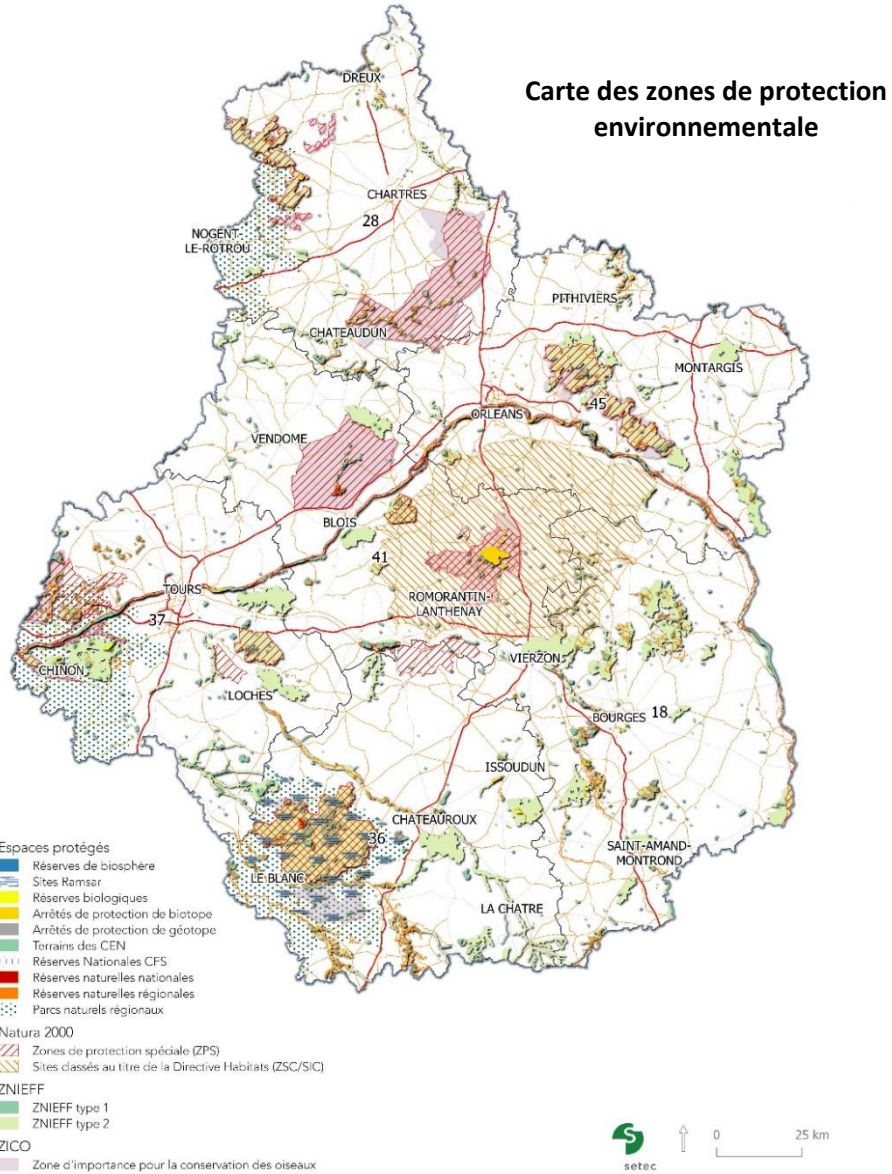 Carte des zones de protection
environnementale
DREUX
CHARTRES
28
NOGENT-
LE-ROTROU
PITHIVIERS
CHATEAUDUN
MONTARGIS
45
ORLEANS
VENDOME
BLOIS
41
TOURS
ROMORANTIN-
LANTHENAY
37
CHINON
VIERZON
LOCHES
BOURGES 18
ISSOUDUN
CHATEAUROUX
36
SAINT-AMAND-
MONTROND
LE BLANC
LA CHATRE
Espaces protégés
Réserves de biosphère
Sites Ramsar
Réserves biologiques
Arrêtés de protection de biotope
Arrêtés de protection de géotope
Terrains des CEN
Réserves Nationales CFS
Réserves naturelles nationales
Réserves naturelles régionales
Parcs naturels régionaux
Natura 2000
Zones de protection spéciale (ZPS)
Sites classés au titre de la Directive Habitats (ZSC/SIC)
ZNIEFF
ZNIEFF type 1
ZNIEFF type 2
ZICO
Zone d'importance pour la conservation des oiseaux
setec
0 25 km